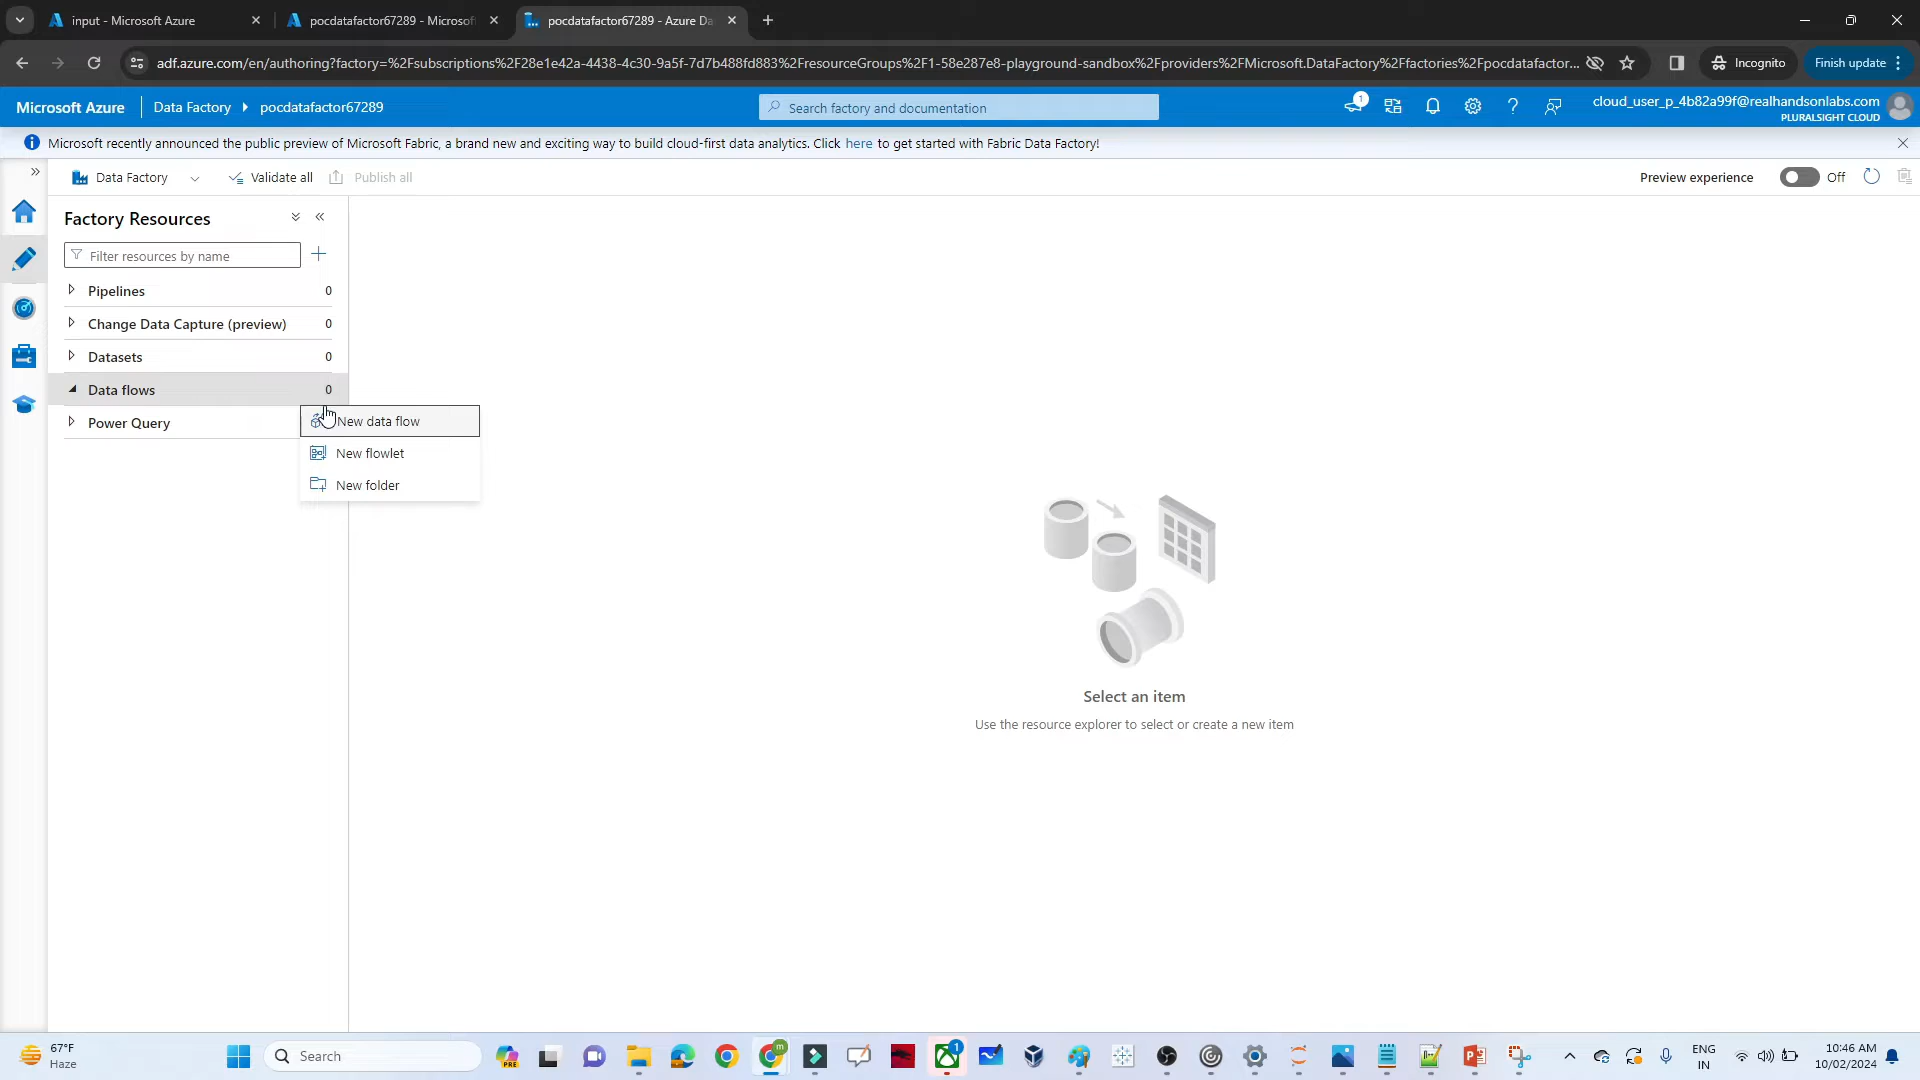 input - Microsoft Azure
pocdatafactor67289 - Microsof
pocdatafactor67289 - Azure Da
adf.azure.com/en/authoring?factory=%2Fsubscriptions%2F28e1e42a-4438-4c30-9a5f-7d7b488fd883%2FresourceGroups%2F1-58e287e8-playground-sandbox%2Fproviders%2FMicrosoft.DataFactory%2Ffactories%2Fpocdatafactor...
Incognito
Finish update
Microsoft Azure
Data Factory
pocdatafactor67289
Search factory and documentation
1
cloud_user_p_4b82a99f@realhandsonlabs.com
PLURALSIGHT CLOUD
Microsoft recently announced the public preview of Microsoft Fabric, a brand new and exciting way to build cloud-first data analytics. Click here to get started with Fabric Data Factory!
Data Factory
Validate all
Publish all
Preview experience
Off
Factory Resources
Filter resources by name
Pipelines 0
Change Data Capture (preview) 0
Datasets 0
Data flows 0
Power Query
New data flow
New flowlet
New folder
Select an item
Use the resource explorer to select or create a new item
67°F
Haze
Search
PRE
m
1
ENG
IN
10:46 AM
10/02/2024